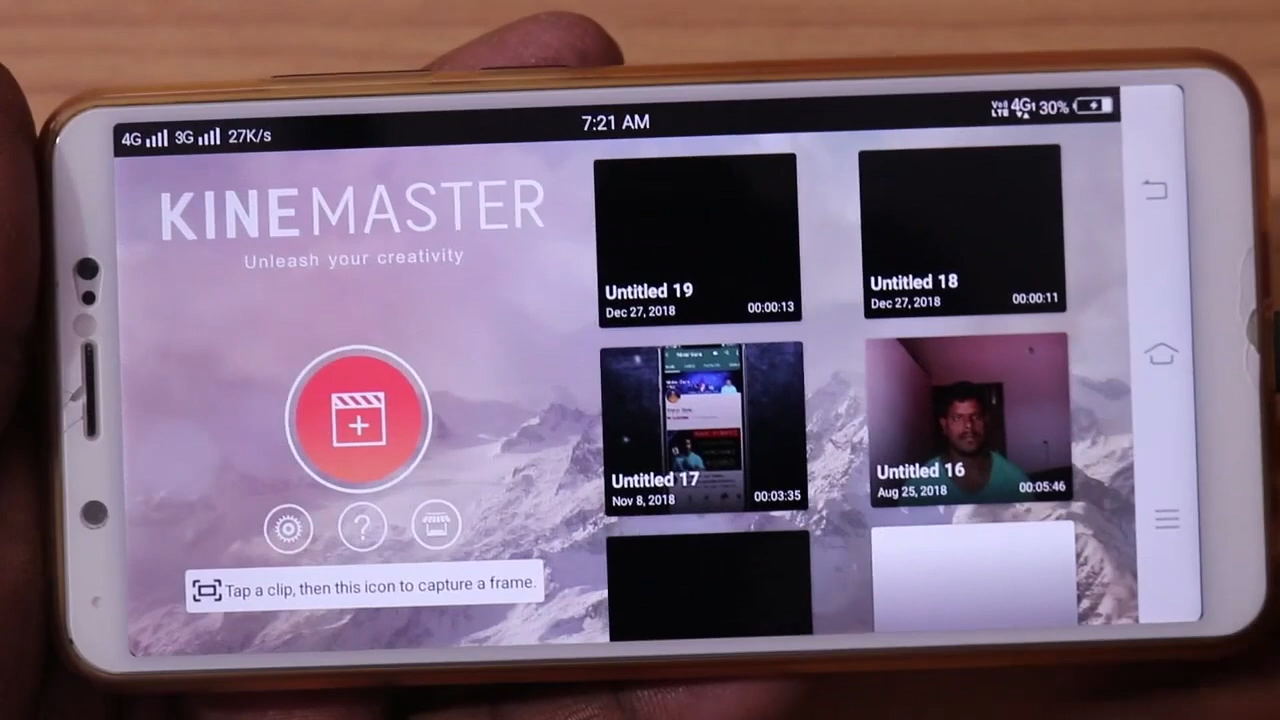 4G 3G 27K/s
7:21 AM
VoLTE 4G 30%
KINEMASTER
Unleash your creativity
Tap a clip, then this icon to capture a frame.
Untitled 19
Dec 27, 2018 00:00:13
Untitled 18
Dec 27, 2018 00:00:11
Untitled 17
Nov 8, 2018 00:03:35
Untitled 16
Aug 25, 2018 00:05:46